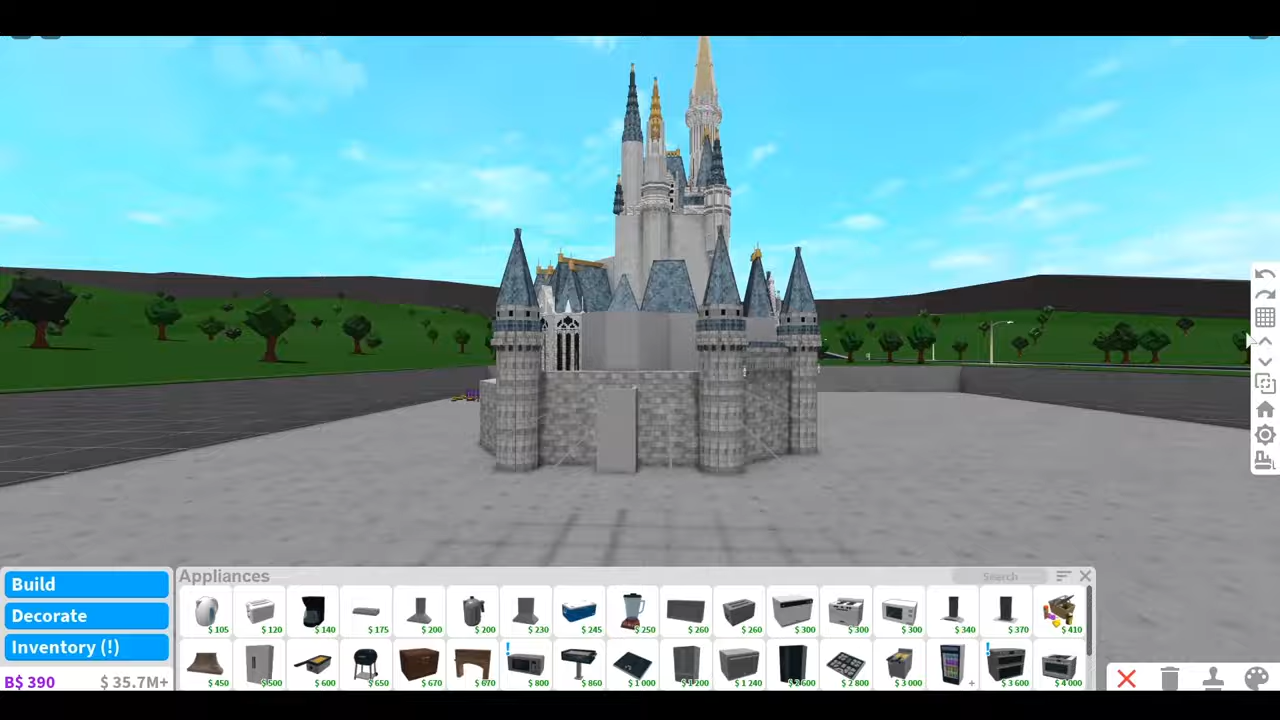 Appliances
Search
Build
Decorate
Inventory (!)
B$ 390
$ 35.7M+
$ 105
$ 120
$ 140
$ 175
$ 200
$ 200
$ 230
$ 245
$ 250
$ 260
$ 260
$ 300
$ 300
$ 300
$ 340
$ 370
$ 410
$ 450
$ 500
$ 600
$ 650
$ 670
$ 670
! $ 800
$ 860
$ 1 000
$ 1 200
$ 1 240
$ 2 800
$ 3 000
+
! $ 3 600
$ 4 000